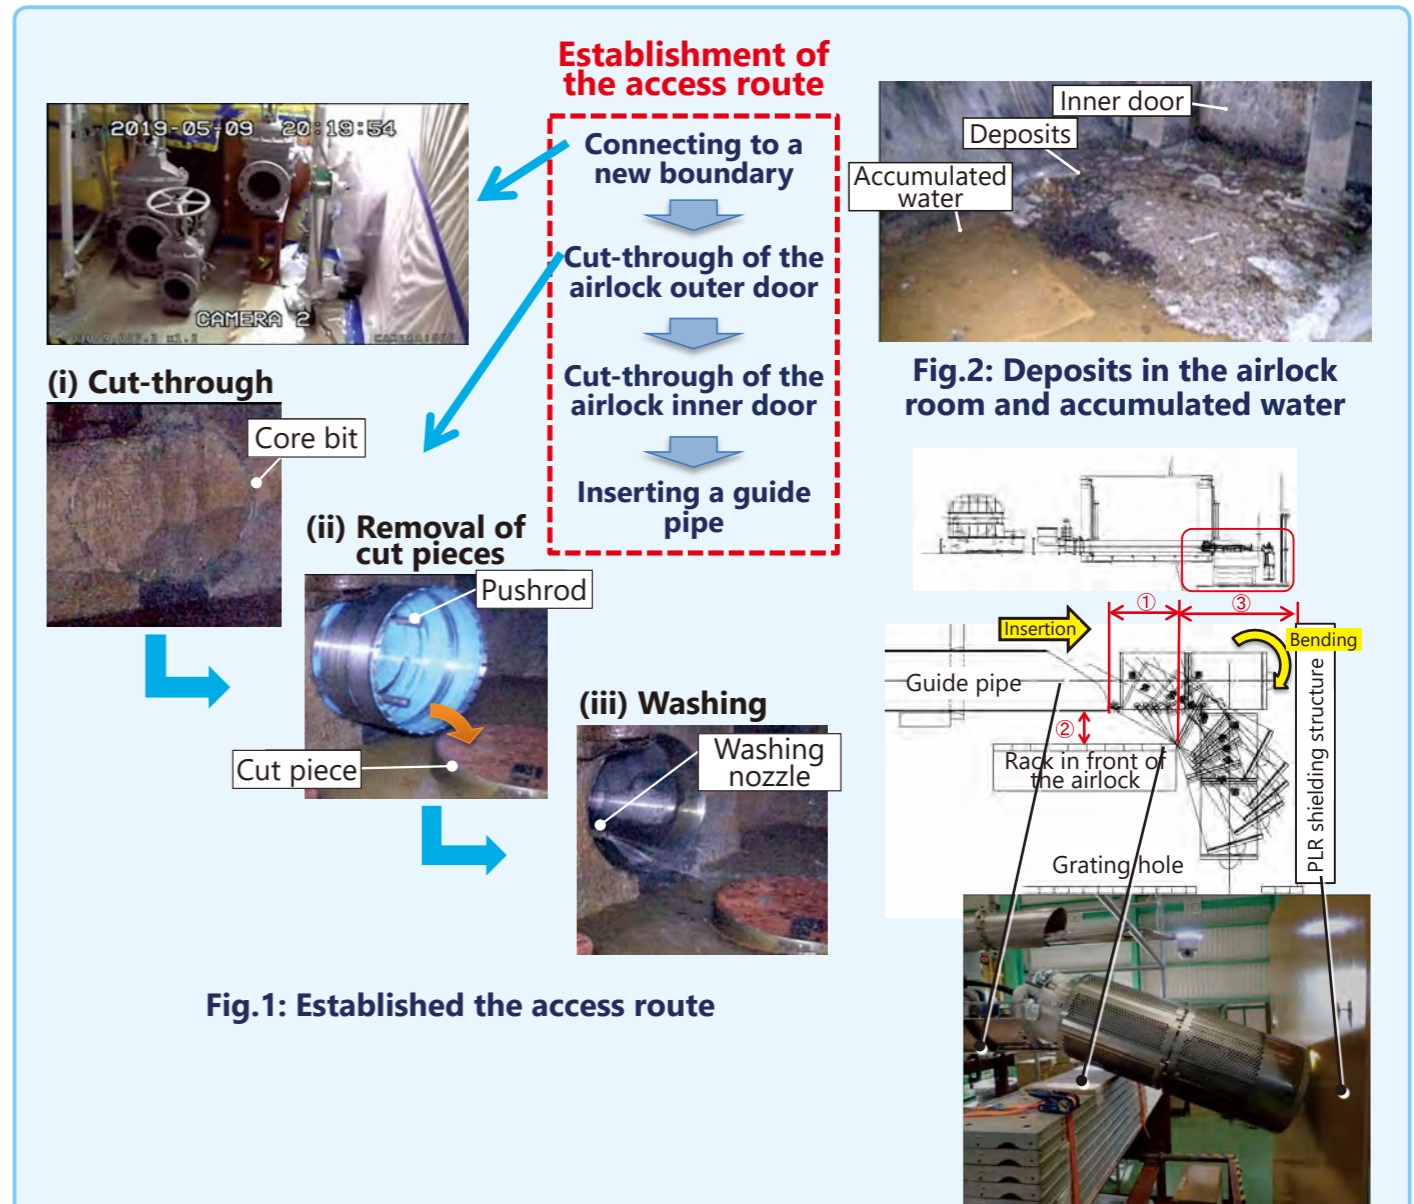 Establishment of
the access route
Connecting to a
new boundary
Cut-through of the
airlock outer door
Cut-through of the
airlock inner door
Inserting a guide
pipe
2019-05-09 20:19:54
CAMERA 2
(i) Cut-through
Core bit
(ii) Removal of
cut pieces
Pushrod
Cut piece
(iii) Washing
Washing
nozzle
Fig.1: Established the access route
Inner door
Deposits
Accumulated
water
Fig.2: Deposits in the airlock
room and accumulated water
①
③
Insertion
Bending
Guide pipe
②
Rack in front of
the airlock
PLR shielding structure
Grating hole